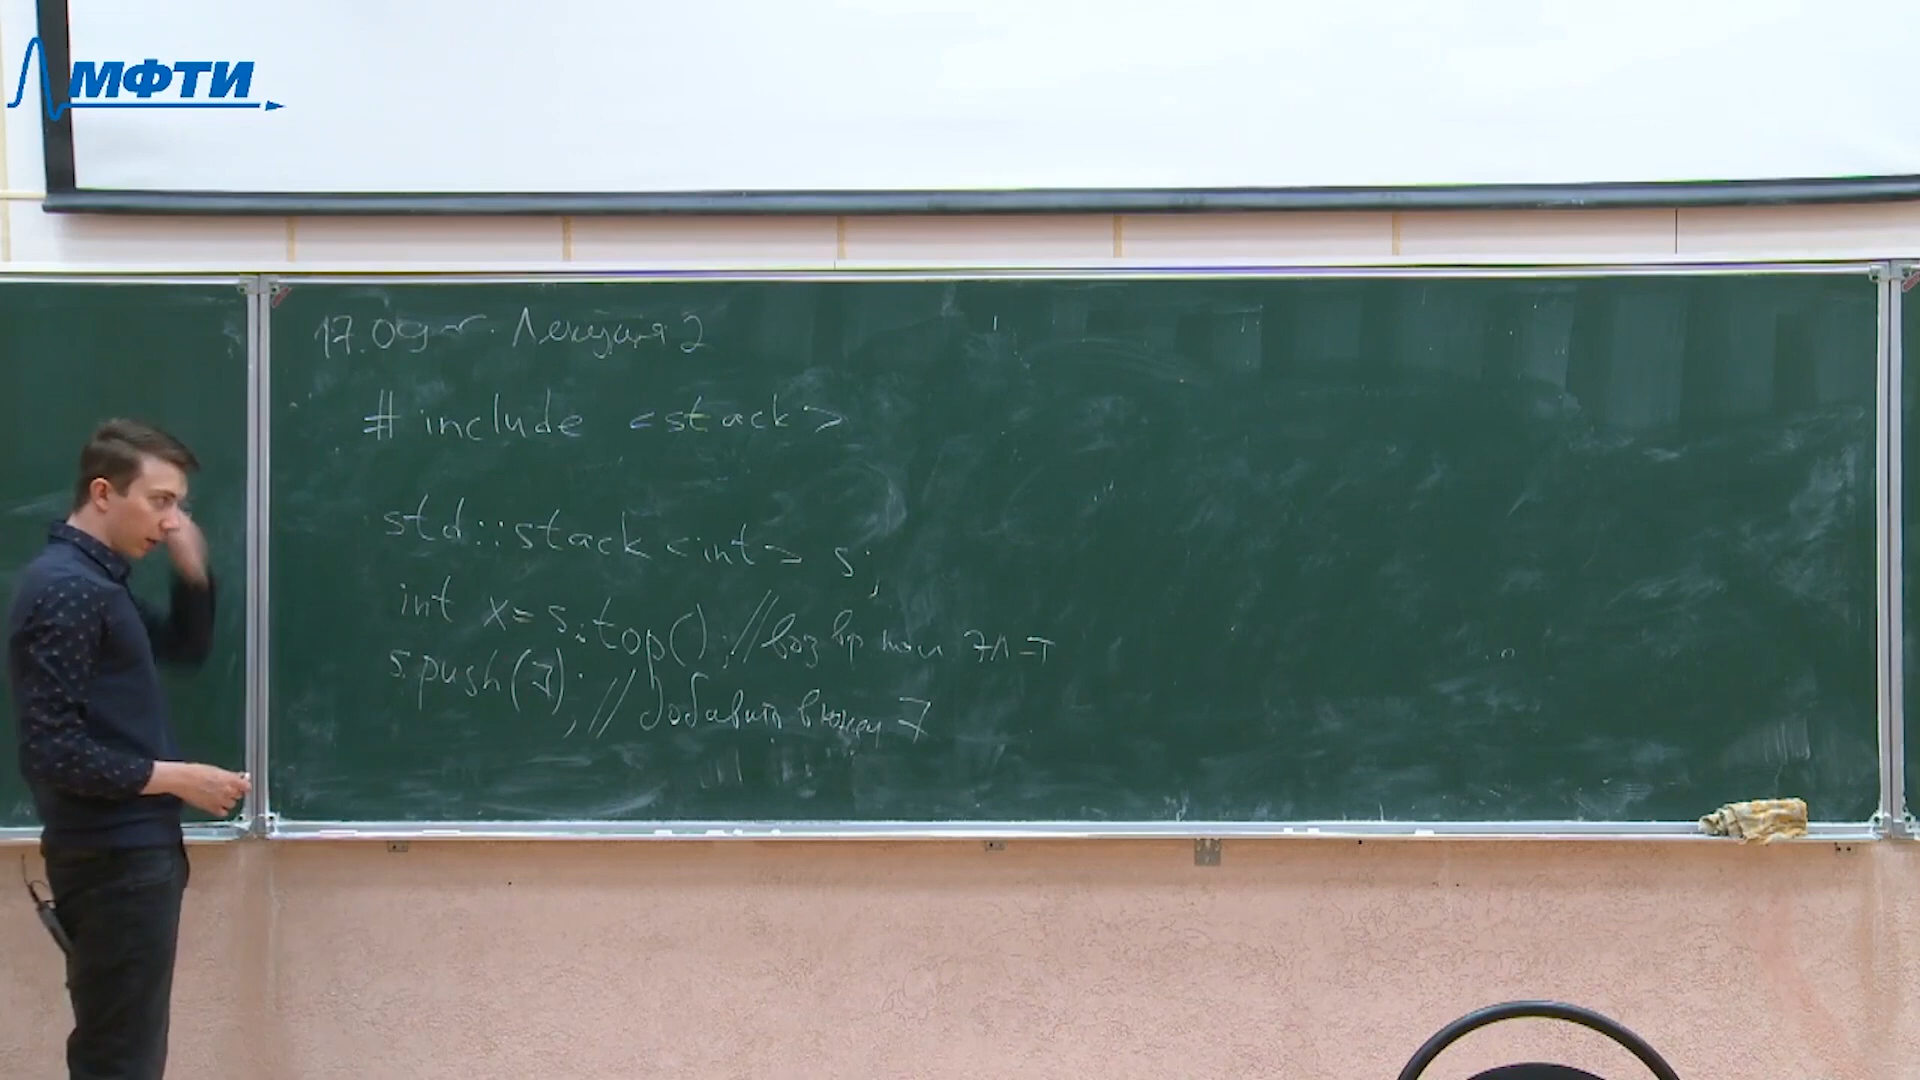 МФТИ
17.09 Лекция 2
#include <stack>
std::stack<int> s;
int x=s.top(); // возвр посл эл-т
s.push(7); // добавить в конец 7